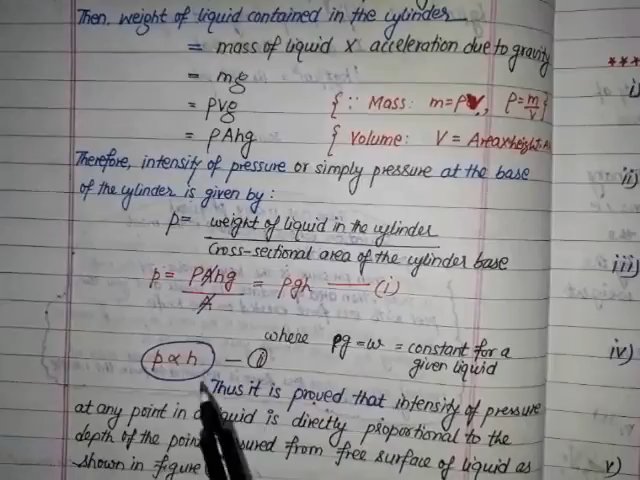 Then, weight of liquid contained in the cylinder
= mass of liquid x acceleration due to gravity
= mg
= ρVg { ∵ Mass: m=ρV, ρ=m/V }
= ρAhg { Volume: V = Area×height
Therefore, intensity of pressure or simply pressure at the base
of the cylinder is given by:
p = weight of liquid in the cylinder
Cross-sectional area of the cylinder base
p = ρAhg / A = ρgh —— (i)
where ρg = w = constant for a
given liquid
p ∝ h — ①
Thus it is proved that intensity of pressure
at any point in a liquid is directly proportional to the
depth of the point from free surface of liquid as
shown in figure
***
i)
ii)
iii)
iv)
v)